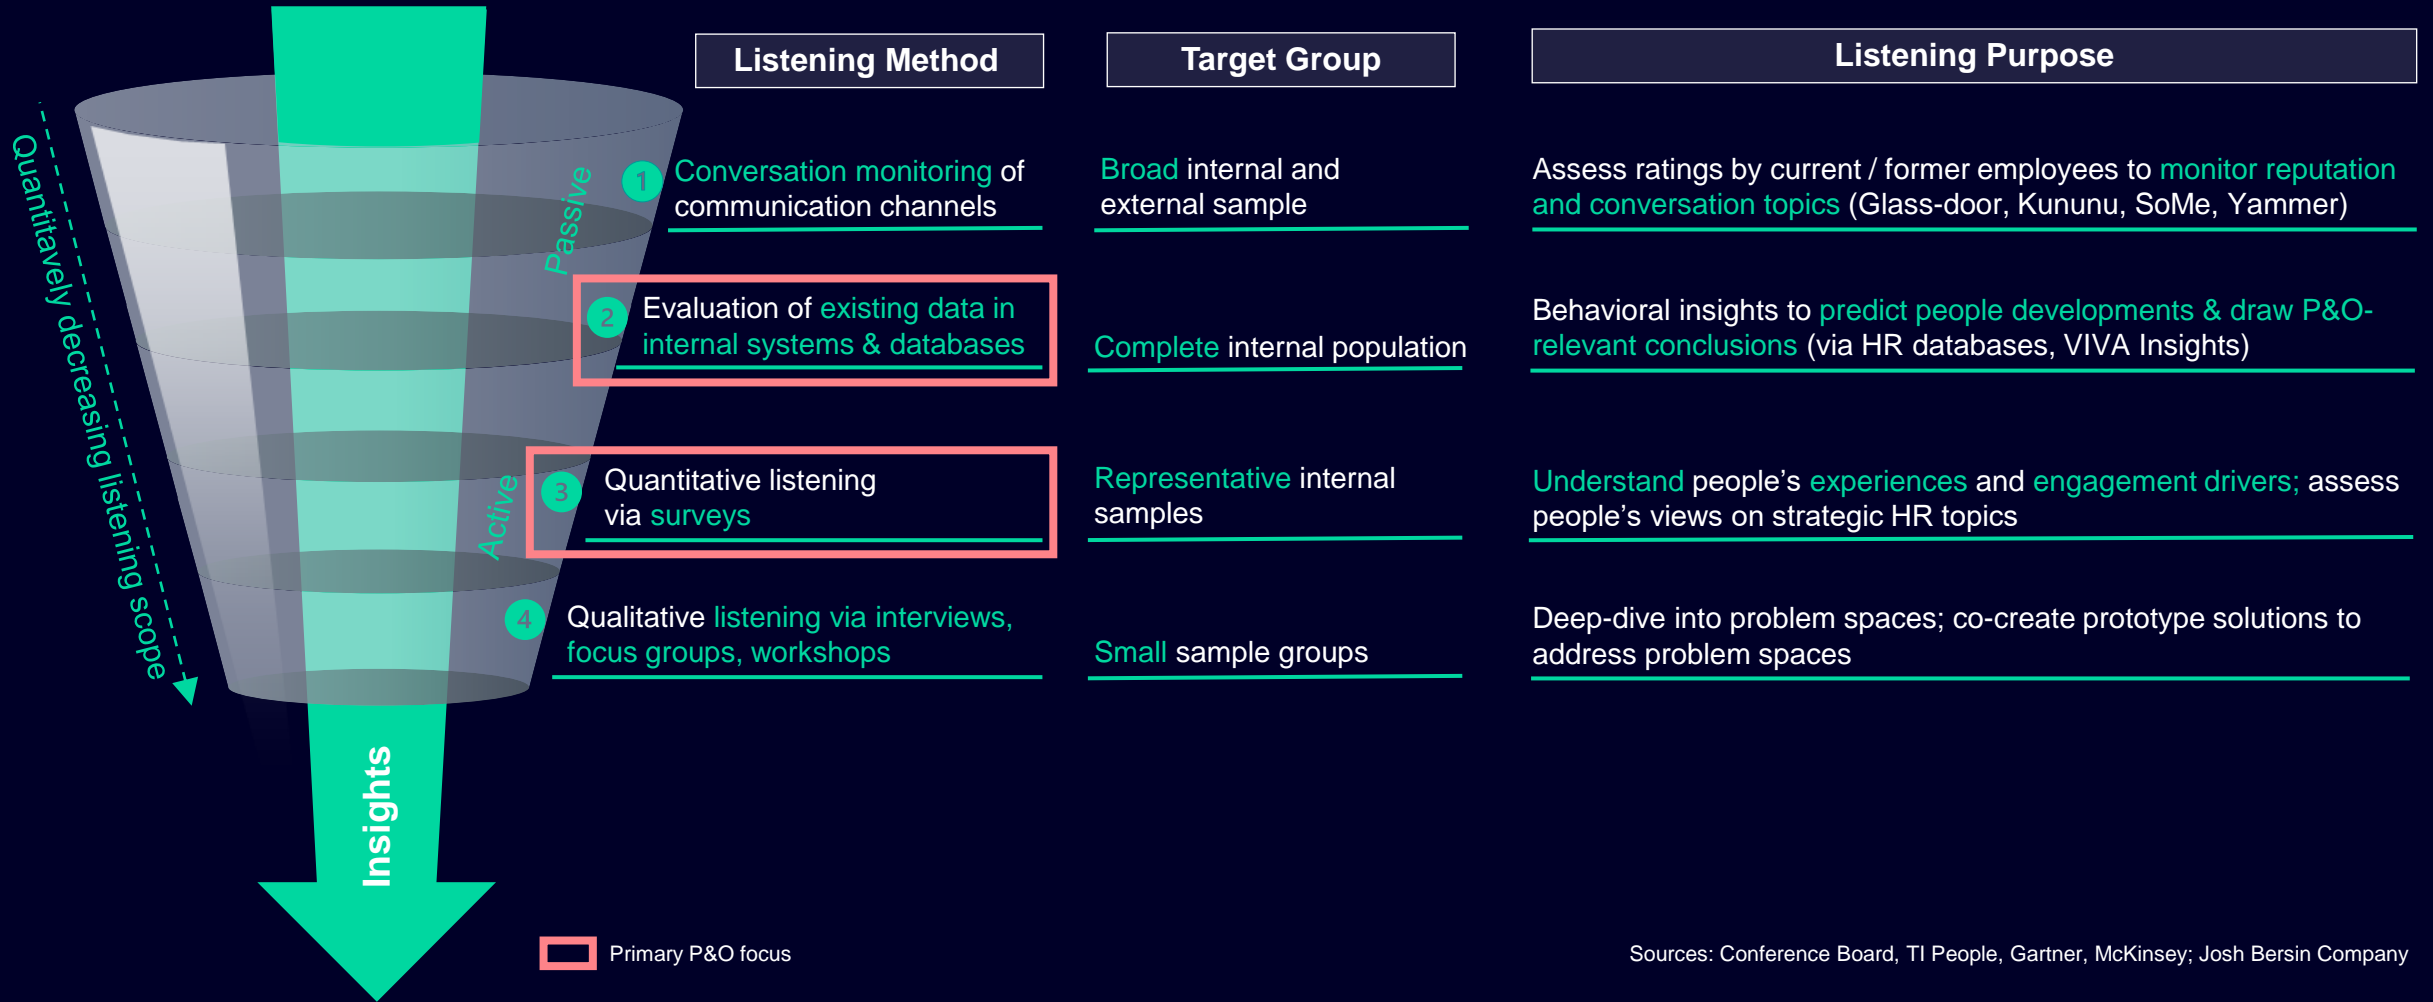 Listening Method
Target Group
Listening Purpose
Quantitavely decreasing listening scope
Passive
1
Conversation monitoring of
communication channels
Broad internal and
external sample
Assess ratings by current / former employees to monitor reputation
and conversation topics (Glass-door, Kununu, SoMe, Yammer)
2
Evaluation of existing data in
internal systems & databases
Complete internal population
Behavioral insights to predict people developments & draw P&O-
relevant conclusions (via HR databases, VIVA Insights)
Active
3
Quantitative listening
via surveys
Representative internal
samples
Understand people’s experiences and engagement drivers; assess
people’s views on strategic HR topics
4
Qualitative listening via interviews,
focus groups, workshops
Small sample groups
Deep-dive into problem spaces; co-create prototype solutions to
address problem spaces
Insights
Primary P&O focus
Sources: Conference Board, TI People, Gartner, McKinsey; Josh Bersin Company